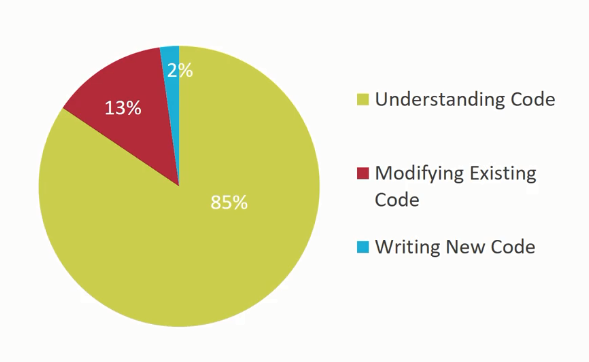 2%
13%
85%
Understanding Code
Modifying Existing
Code
Writing New Code